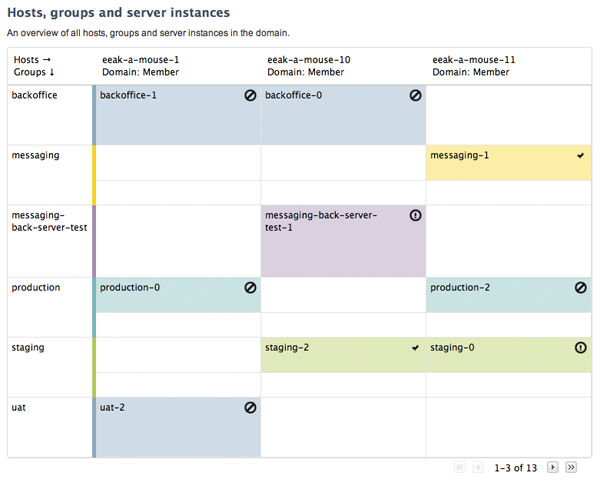 Hosts, groups and server instances
An overview of all hosts, groups and server instances in the domain.
Hosts → eeak-a-mouse-1 eeak-a-mouse-10 eeak-a-mouse-11
Groups ↓ Domain: Member Domain: Member Domain: Member
backoffice backoffice-1 backoffice-0
messaging messaging-1
messaging- messaging-back-server-
back-server-test test-1
production production-0 production-2
staging staging-2 staging-0
uat uat-2
1-3 of 13